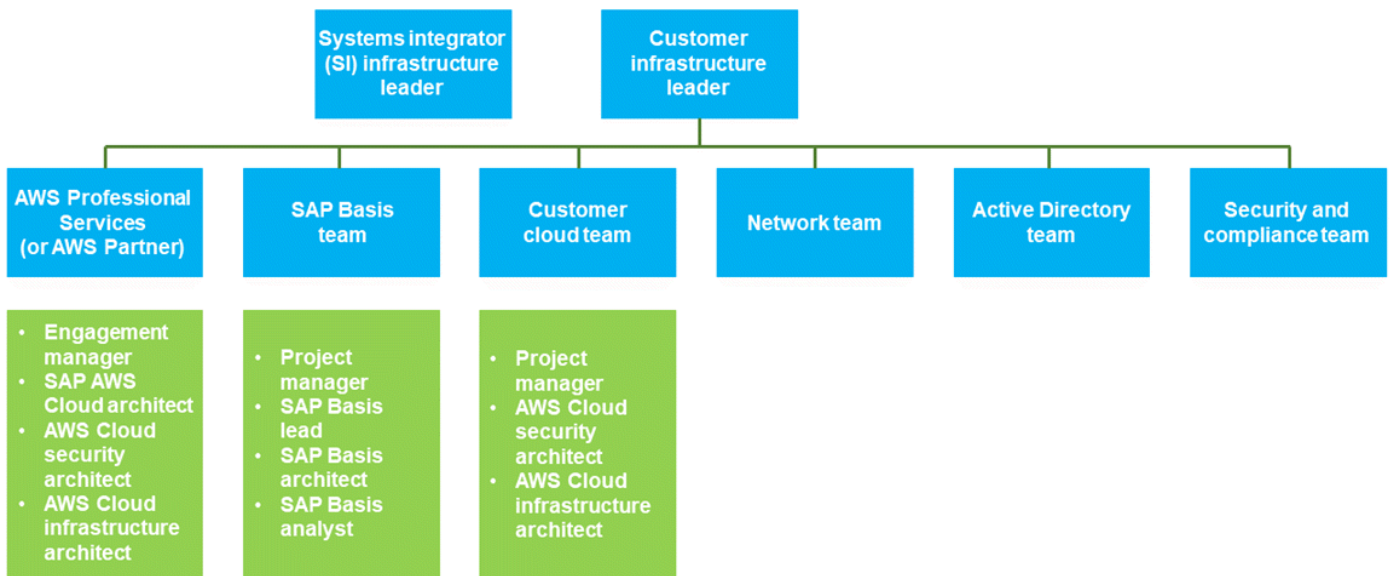 Systems integrator
(SI) infrastructure
leader
Customer
infrastructure
leader
AWS Professional
Services
(or AWS Partner)
SAP Basis
team
Customer
cloud team
Network team
Active Directory
team
Security and
compliance team
• Engagement
manager
• SAP AWS
Cloud architect
• AWS Cloud
security
architect
• AWS Cloud
infrastructure
architect
• Project
manager
• SAP Basis
lead
• SAP Basis
architect
• SAP Basis
analyst
• Project
manager
• AWS Cloud
security
architect
• AWS Cloud
infrastructure
architect